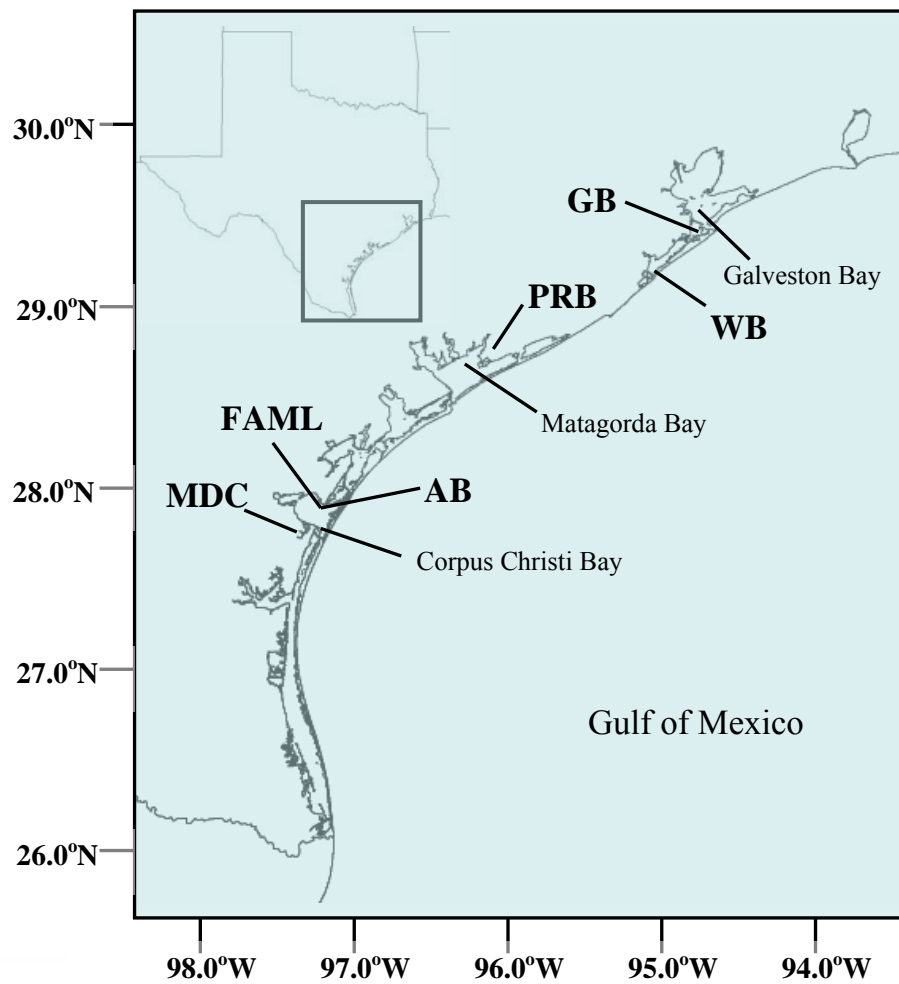 30.0°N
GB
Galveston Bay
29.0°N
PRB
WB
Matagorda Bay
FAML
28.0°N
MDC
AB
Corpus Christi Bay
27.0°N
Gulf of Mexico
26.0°N
98.0°W 97.0°W 96.0°W 95.0°W 94.0°W